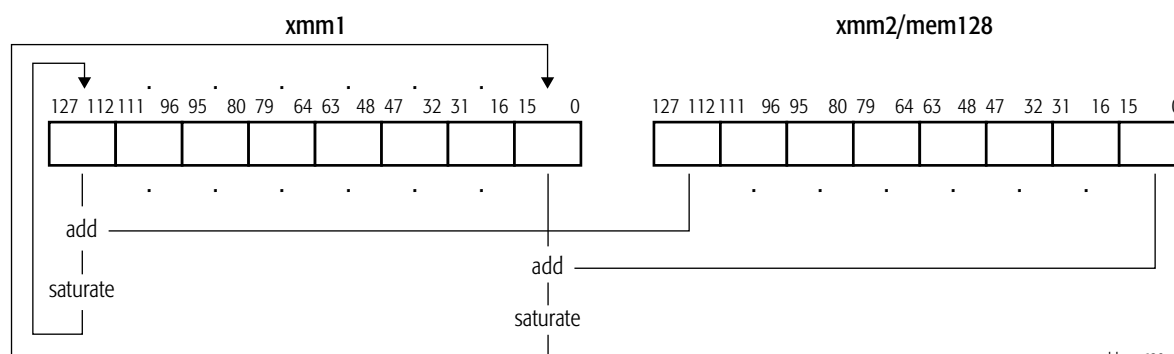 xmm1 xmm2/mem128
127 112 111 96 95 80 79 64 63 48 47 32 31 16 15 0 127 112 111 96 95 80 79 64 63 48 47 32 31 16 15 0
add
add
saturate
saturate